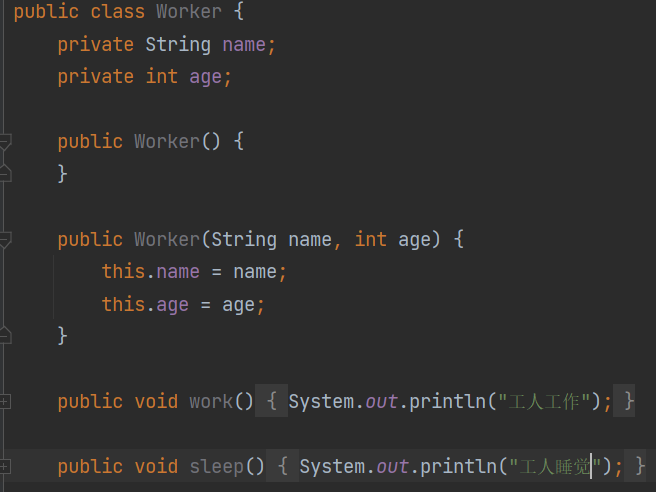 public class Worker {
private String name;
private int age;
public Worker() {
}
public Worker(String name, int age) {
this.name = name;
this.age = age;
}
public void work() { System.out.println("工人工作"); }
public void sleep() { System.out.println("工人睡觉"); }